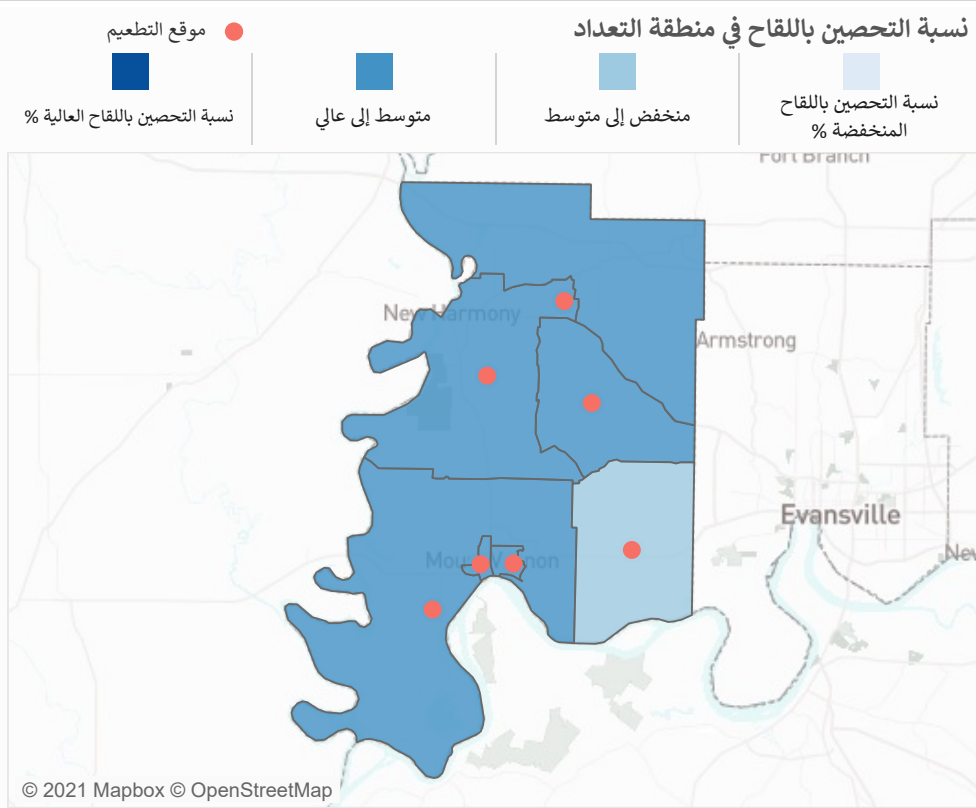 نسبة التحصين باللقاح في منطقة التعداد
موقع التطعيم
نسبة التحصين باللقاح
المنخفضة %
منخفض إلى متوسط
متوسط إلى عالي
نسبة التحصين باللقاح العالية %
Fort Branch
New Harmony
Armstrong
Evansville
Mount Vernon
New
© 2021 Mapbox © OpenStreetMap